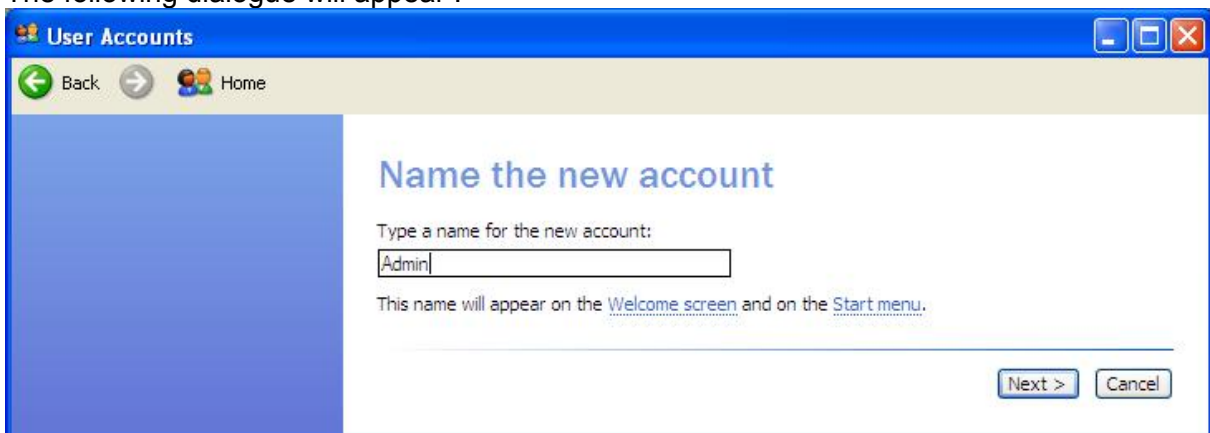 The following dialogue will appear :
User Accounts
Back Home
Name the new account
Type a name for the new account:
Admin
This name will appear on the Welcome screen and on the Start menu.
Next > Cancel